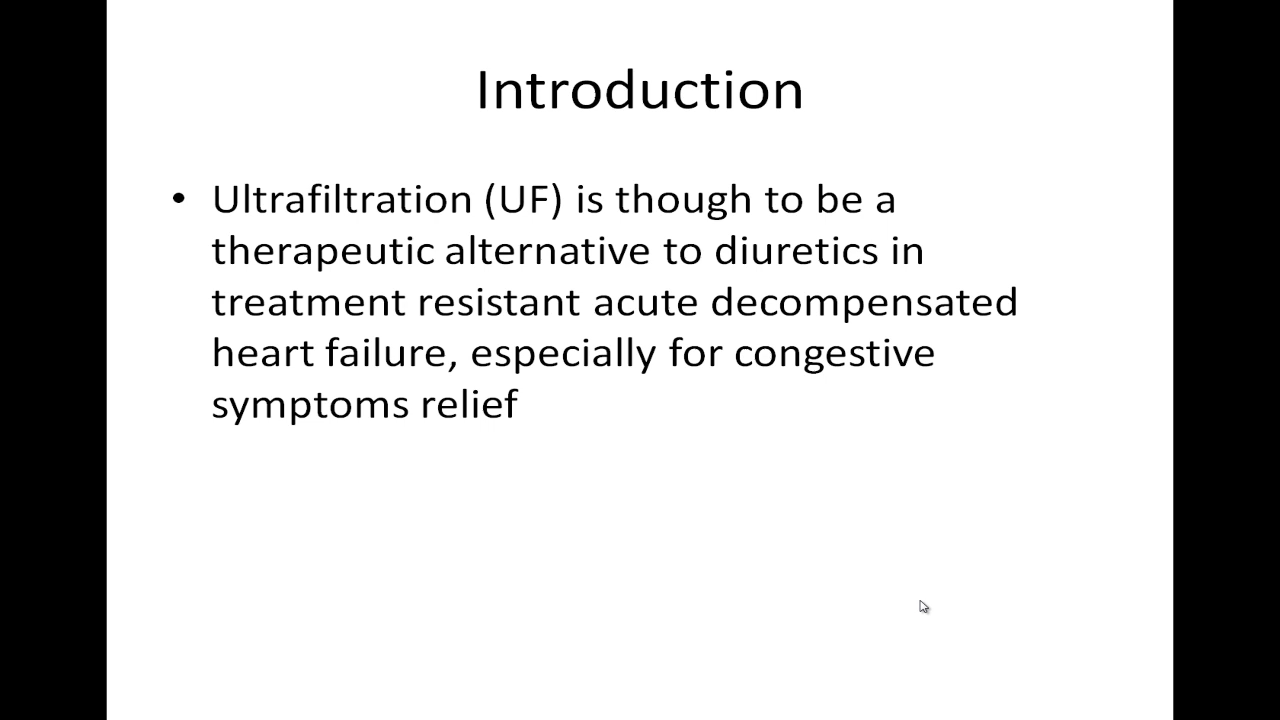 Introduction
• Ultrafiltration (UF) is though to be a
therapeutic alternative to diuretics in
treatment resistant acute decompensated
heart failure, especially for congestive
symptoms relief